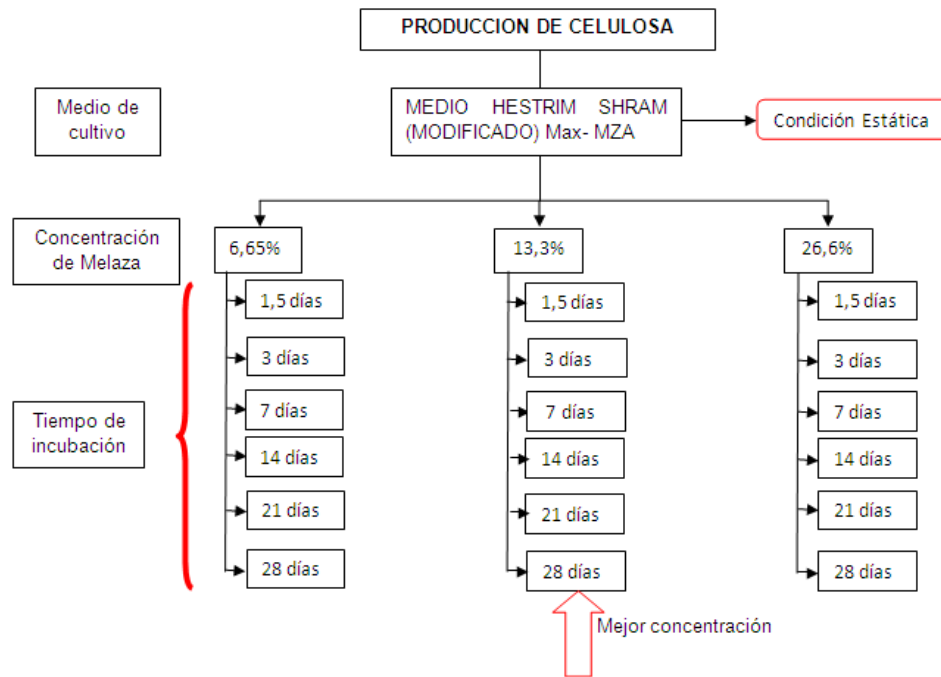 PRODUCCION DE CELULOSA
Medio de
cultivo
MEDIO HESTRIM SHRAM
(MODIFICADO) Max- MZA
Condición Estática
Concentración
de Melaza
6,65%
13,3%
26,6%
Tiempo de
incubación
1,5 días
3 días
7 días
14 días
21 días
28 días
1,5 días
3 días
7 días
14 días
21 días
28 días
1,5 días
3 días
7 días
14 días
21 días
28 días
Mejor concentración